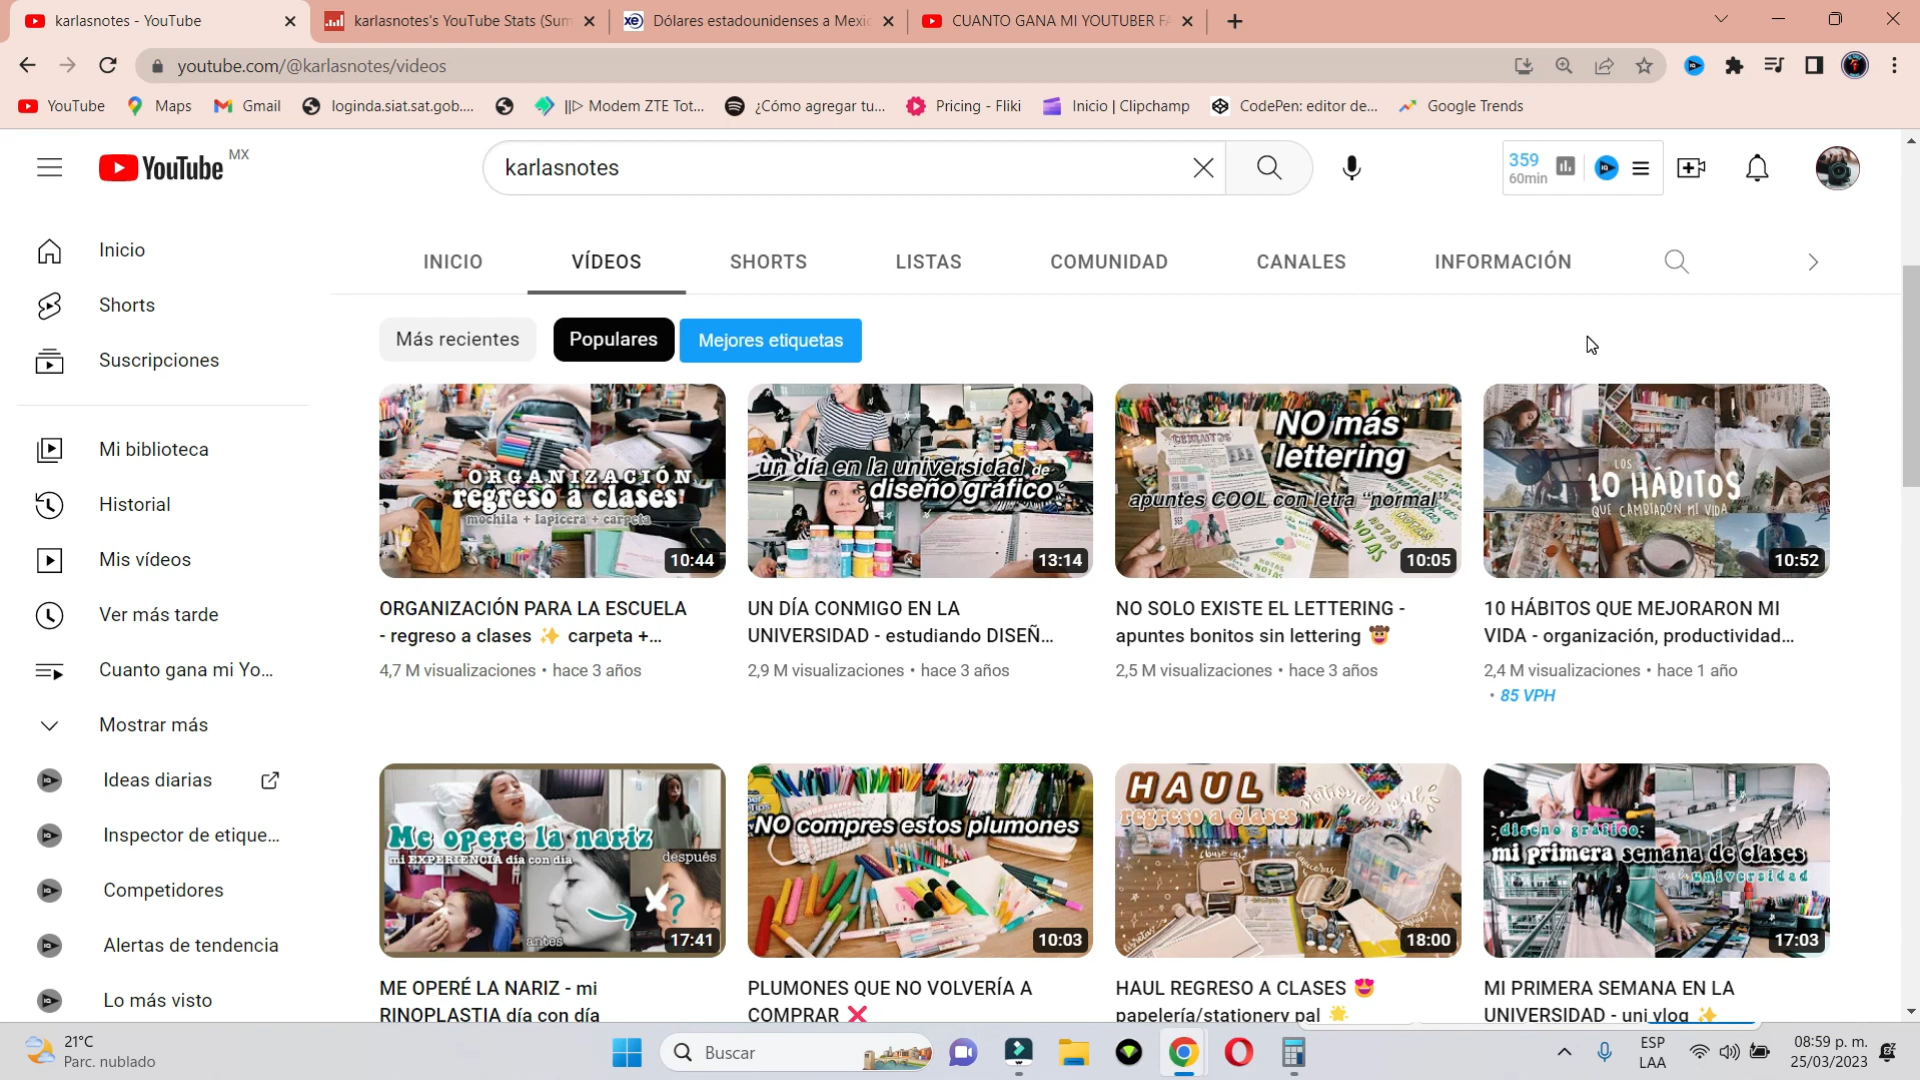 karlasnotes - YouTube
karlasnotes's YouTube Stats (Sum
Dólares estadounidenses a Mexic
CUANTO GANA MI YOUTUBER FA
youtube.com/@karlasnotes/videos
YouTube
Maps
Gmail
loginda.siat.sat.gob....
||▷ Modem ZTE Tot...
¿Cómo agregar tu...
Pricing - Fliki
Inicio | Clipchamp
CodePen: editor de...
Google Trends
YouTube MX
karlasnotes
359
60min
Inicio
Shorts
Suscripciones
Mi biblioteca
Historial
Mis vídeos
Ver más tarde
Cuanto gana mi Yo...
Mostrar más
Ideas diarias
Inspector de etique...
Competidores
Alertas de tendencia
Lo más visto
INICIO
VÍDEOS
SHORTS
LISTAS
COMUNIDAD
CANALES
INFORMACIÓN
Más recientes
Populares
Mejores etiquetas
ORGANIZACIÓN
regreso a clases
mochila + lapicera + carpeta
10:44
ORGANIZACIÓN PARA LA ESCUELA
- regreso a clases ✨ carpeta +...
4,7 M visualizaciones • hace 3 años
un día en la universidad de
diseño gráfico
13:14
UN DÍA CONMIGO EN LA
UNIVERSIDAD - estudiando DISEÑ...
2,9 M visualizaciones • hace 3 años
NO más
lettering
apuntes COOL con letra "normal"
NOTAS
10:05
NO SOLO EXISTE EL LETTERING -
apuntes bonitos sin lettering 🤠
2,5 M visualizaciones • hace 3 años
LOS
10 HÁBITOS
QUE CAMBIARON MI VIDA
10:52
10 HÁBITOS QUE MEJORARON MI
VIDA - organización, productividad...
2,4 M visualizaciones • hace 1 año
• 85 VPH
Me operé la nariz
mi EXPERIENCIA día con día
después
?
antes
17:41
ME OPERÉ LA NARIZ - mi
RINOPLASTIA día con día
NO compres estos plumones
10:03
PLUMONES QUE NO VOLVERÍA A
COMPRAR ❌
HAUL
regreso a clases
18:00
HAUL REGRESO A CLASES 😍
papelería/stationery pal 🌟
diseño gráfico:
mi primera semana de clases
universidad
17:03
MI PRIMERA SEMANA EN LA
UNIVERSIDAD - uni vlog ✨
21°C
Parc. nublado
Buscar
ESP
LAA
08:59 p. m.
25/03/2023